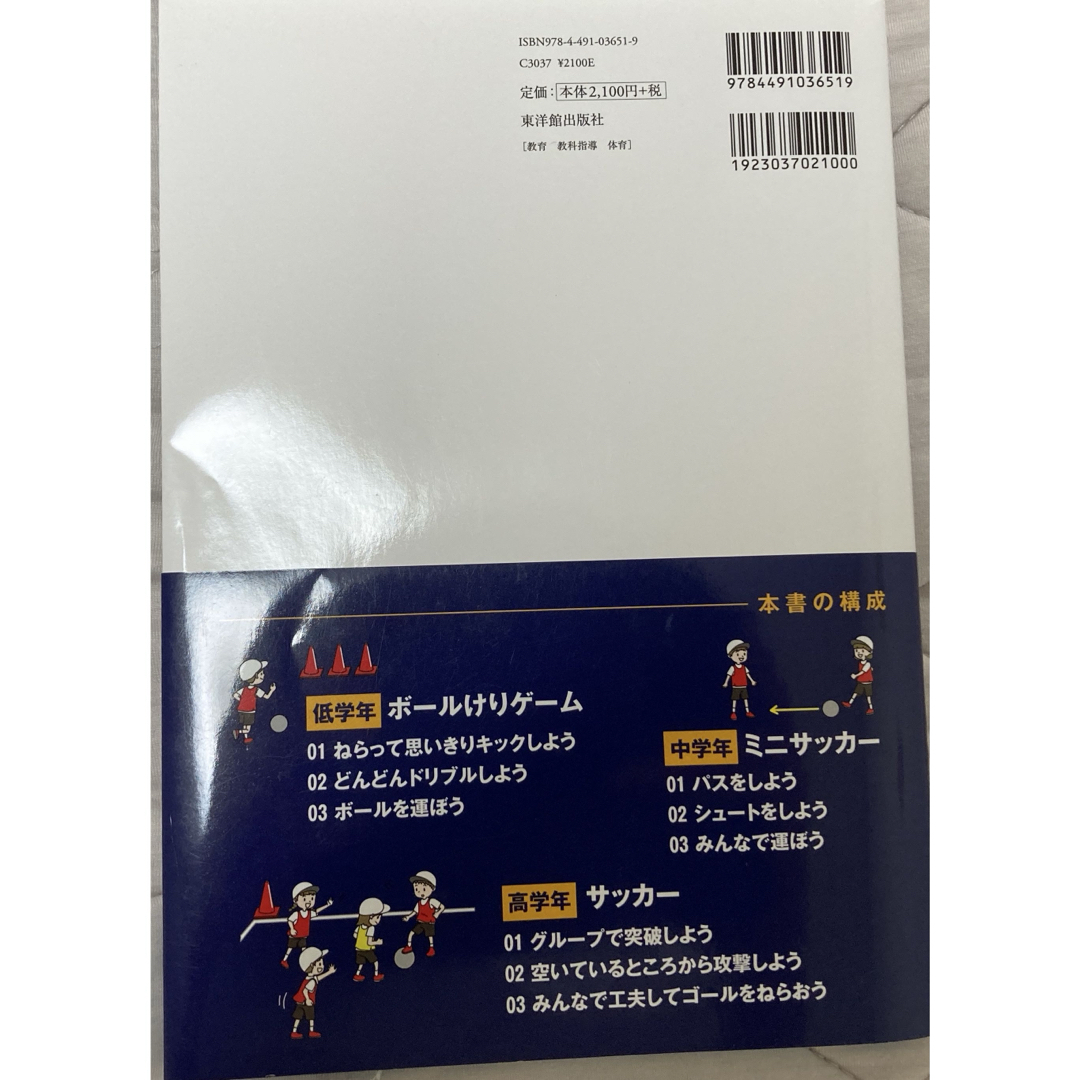 ISBN978-4-491-03651-9
C3037 ¥2100E
定価：本体2,100円+税
東洋館出版社
[教育 教科指導 体育]
9784491036519
1923037021000
本書の構成
低学年 ボールけりゲーム
01 ねらって思いきりキックしよう
02 どんどんドリブルしよう
03 ボールを運ぼう
中学年 ミニサッカー
01 パスをしよう
02 シュートをしよう
03 みんなで運ぼう
高学年 サッカー
01 グループで突破しよう
02 空いているところから攻撃しよう
03 みんなで工夫してゴールをねらおう